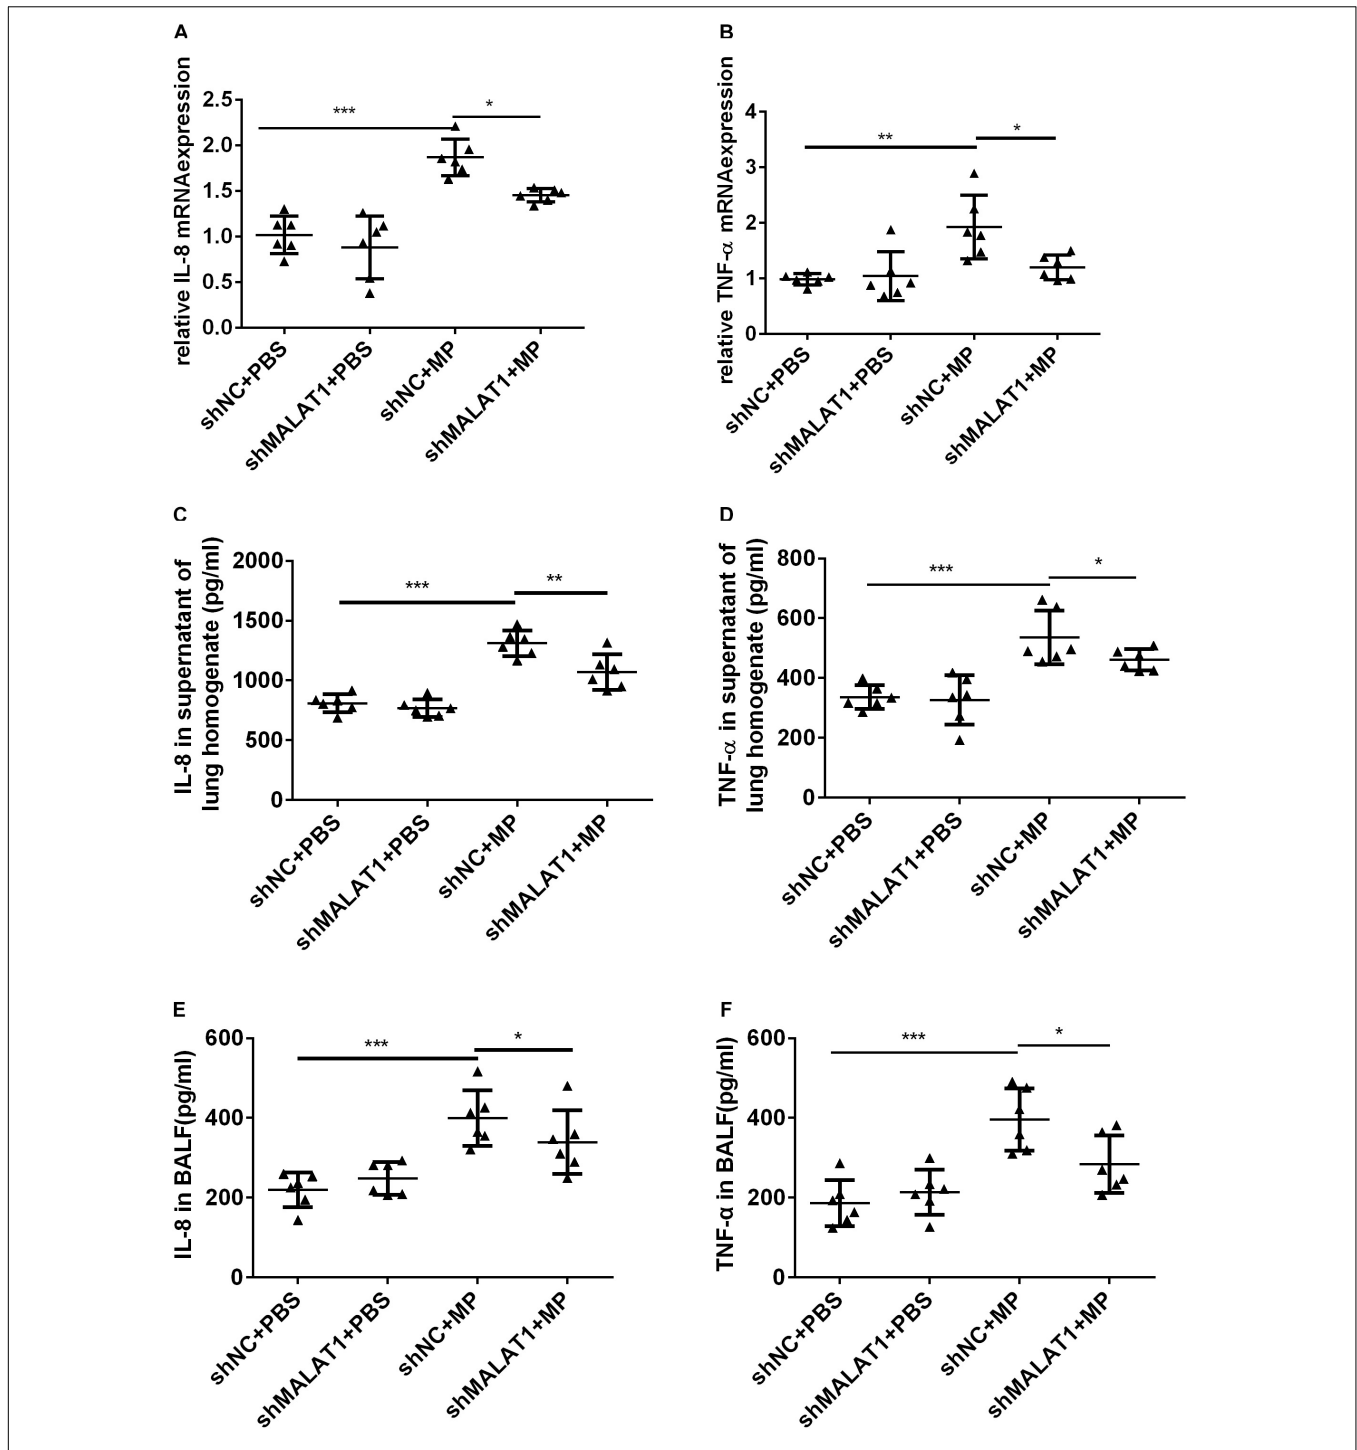 A
relative IL-8 mRNAexpression
2.5
2.0
1.5
1.0
0.5
0.0
***
*
shNC+PBS
shMALAT1+PBS
shNC+MP
shMALAT1+MP
B
relative TNF-α mRNAexpression
4
3
2
1
0
**
*
shNC+PBS
shMALAT1+PBS
shNC+MP
shMALAT1+MP
C
IL-8 in supernatant of
lung homogenate (pg/ml)
2000
1500
1000
500
0
***
**
shNC+PBS
shMALAT1+PBS
shNC+MP
shMALAT1+MP
D
TNF-α in supernatant of
lung homogenate (pg/ml)
800
600
400
200
0
***
*
shNC+PBS
shMALAT1+PBS
shNC+MP
shMALAT1+MP
E
IL-8 in BALF(pg/ml)
600
400
200
0
***
*
shNC+PBS
shMALAT1+PBS
shNC+MP
shMALAT1+MP
F
TNF-α in BALF(pg/ml)
600
400
200
0
***
*
shNC+PBS
shMALAT1+PBS
shNC+MP
shMALAT1+MP